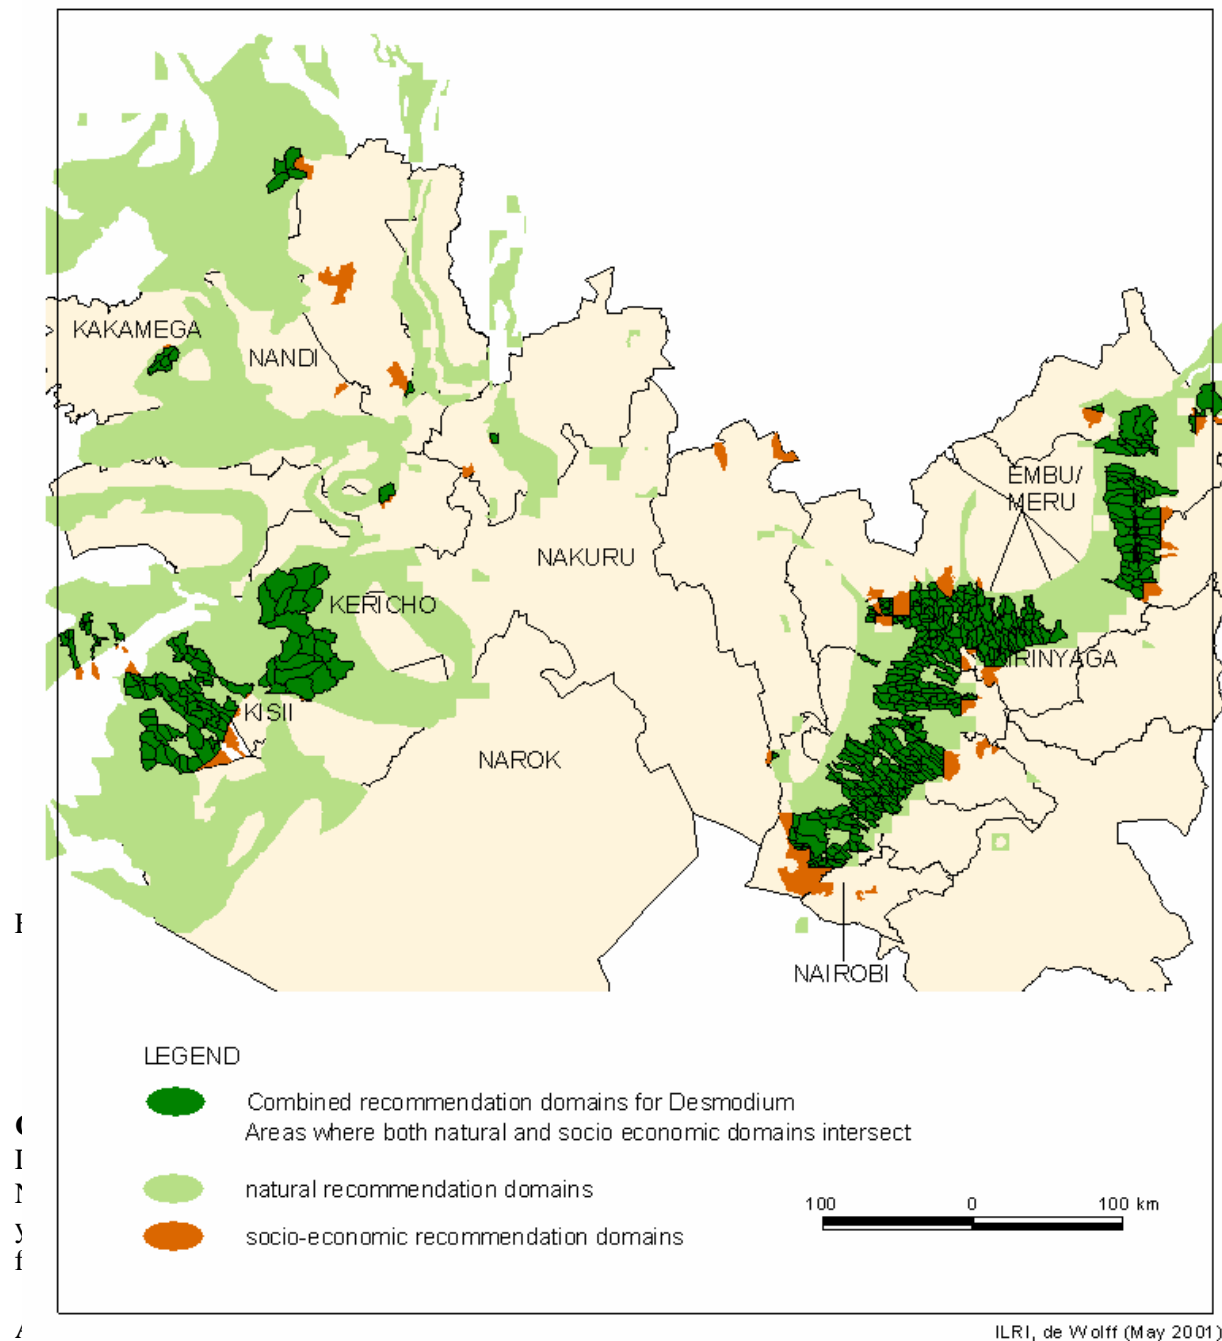 KAKAMEGA
NANDI
EMBU/
MERU
NAKURU
KERICHO
KIRINYAGA
KISII
NAROK
NAIROBI
LEGEND
Combined recommendation domains for Desmodium
Areas where both natural and socio economic domains intersect
natural recommendation domains
socio-economic recommendation domains
100 0 100 km
ILRI, de Wolff (May 2001)